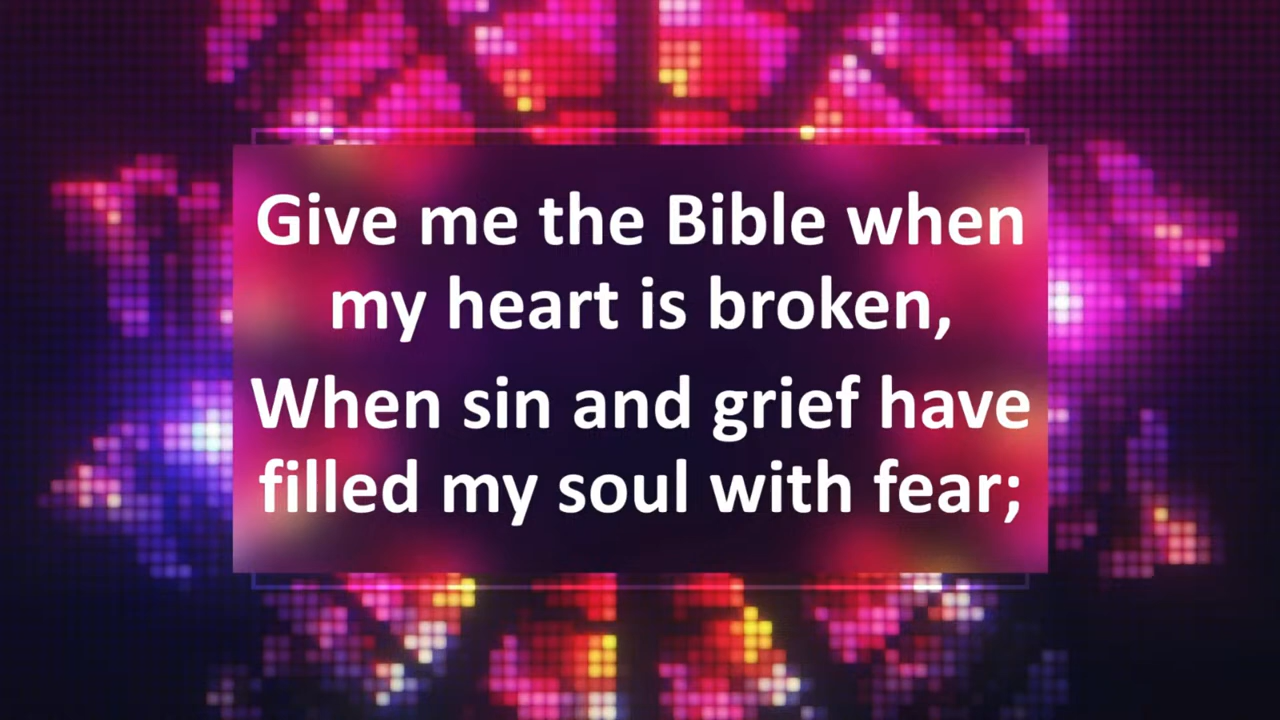 Give me the Bible when
my heart is broken,
When sin and grief have
filled my soul with fear;